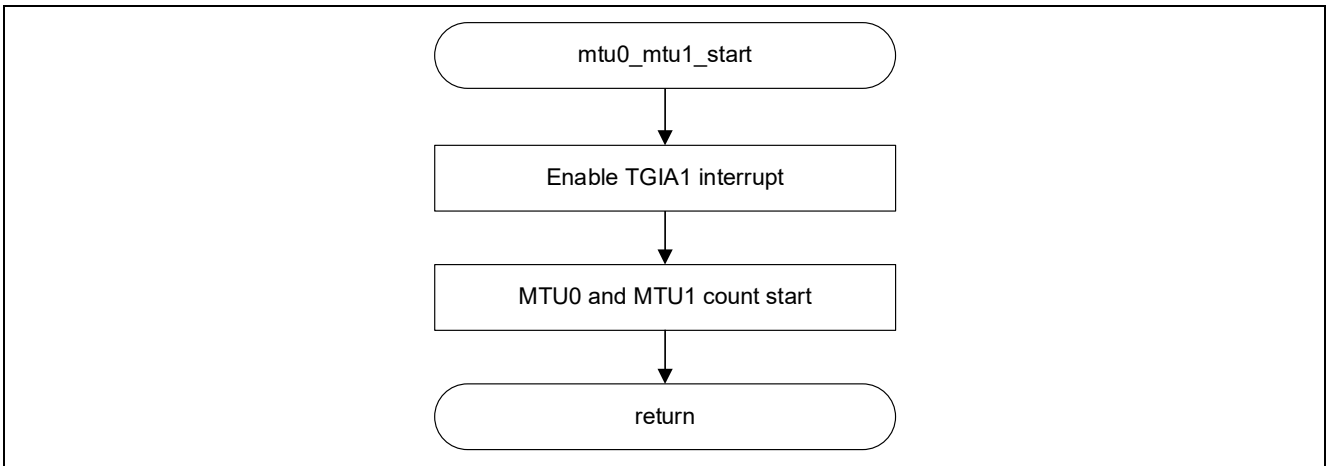 mtu0_mtu1_start
Enable TGIA1 interrupt
MTU0 and MTU1 count start
return